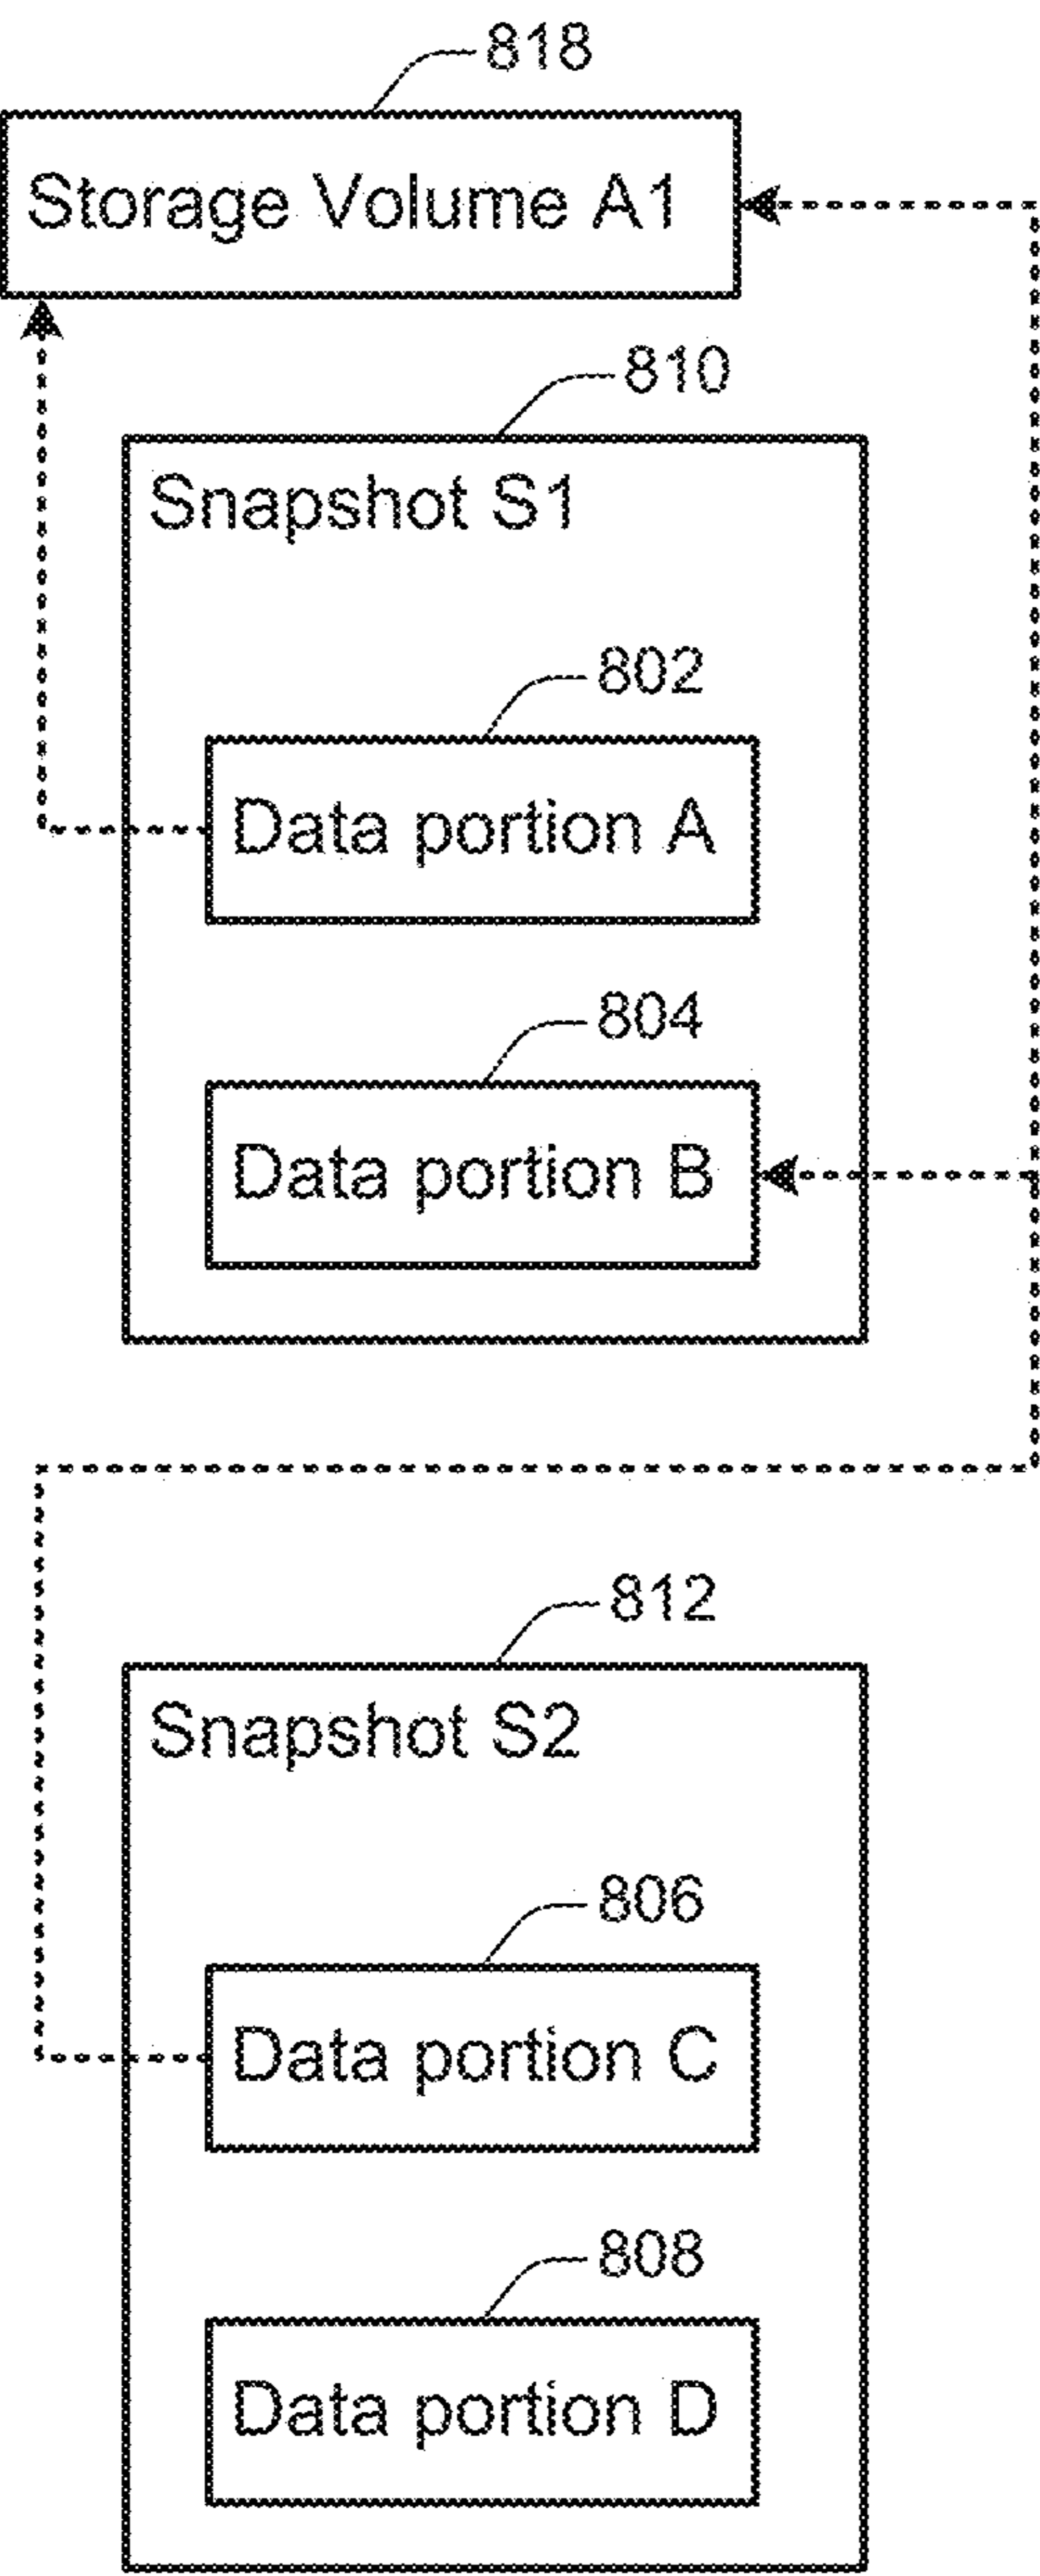 818
Storage Volume A1
810
Snapshot S1
802
Data portion A
804
Data portion B
812
Snapshot S2
806
Data portion C
808
Data portion D